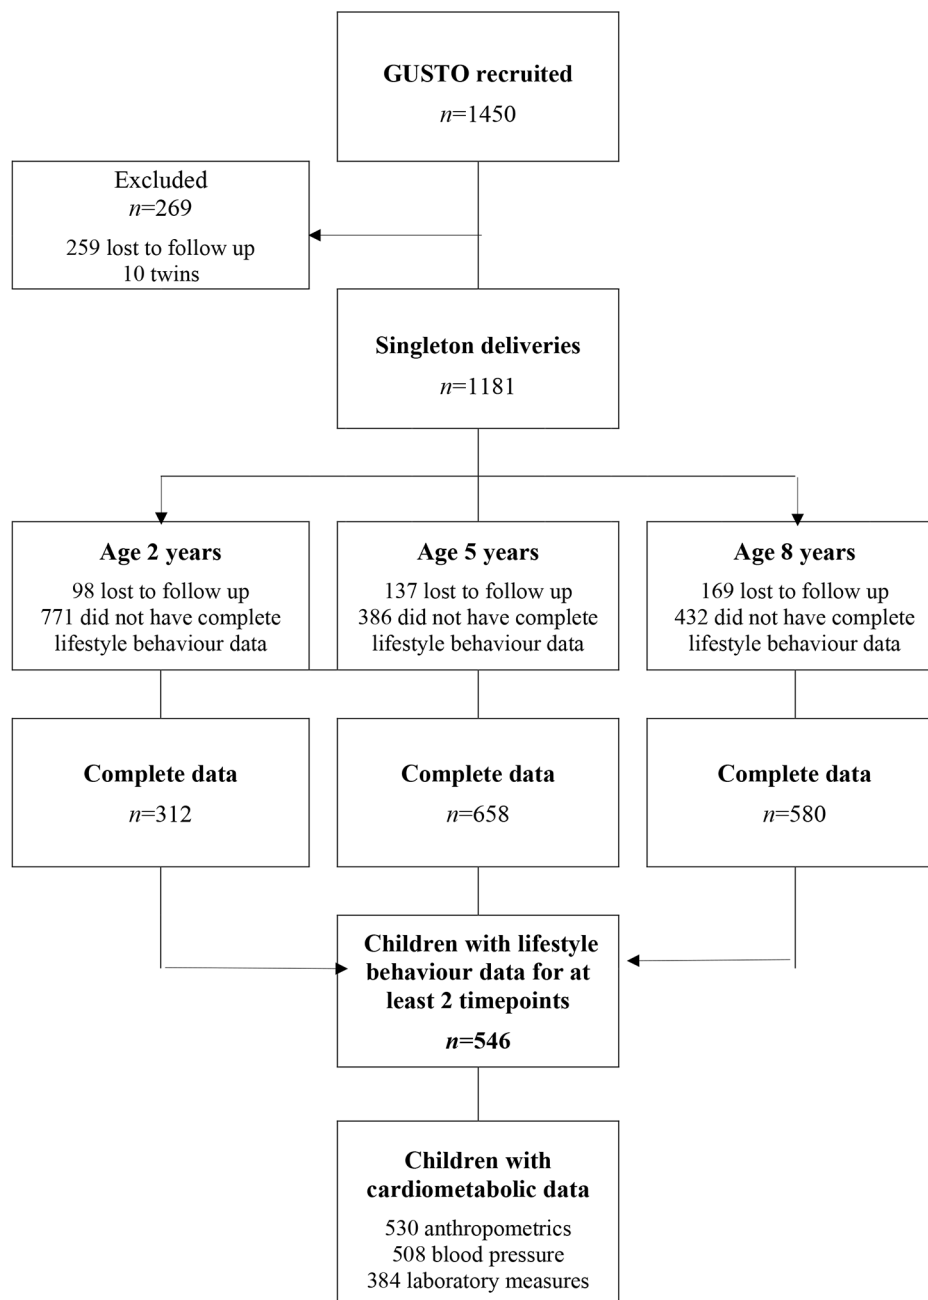 GUSTO recruited
n=1450
Excluded
n=269
259 lost to follow up
10 twins
Singleton deliveries
n=1181
Age 2 years
98 lost to follow up
771 did not have complete
lifestyle behaviour data
Age 5 years
137 lost to follow up
386 did not have complete
lifestyle behaviour data
Age 8 years
169 lost to follow up
432 did not have complete
lifestyle behaviour data
Complete data
n=312
Complete data
n=658
Complete data
n=580
Children with lifestyle
behaviour data for at
least 2 timepoints
n=546
Children with
cardiometabolic data
530 anthropometrics
508 blood pressure
384 laboratory measures